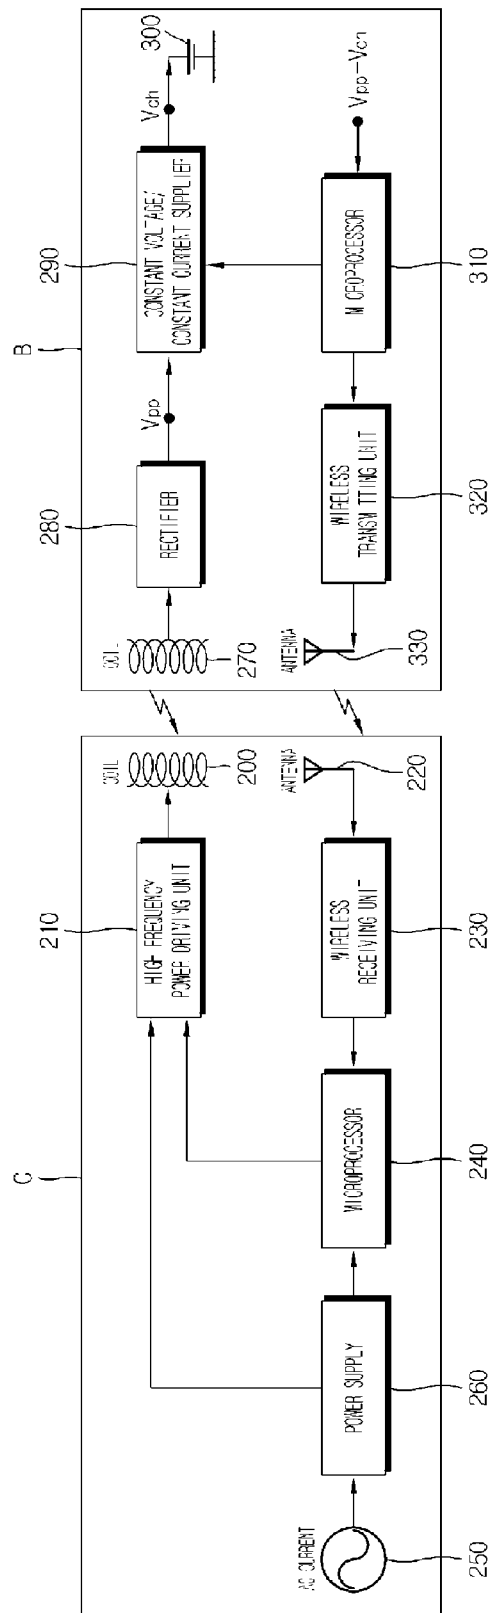 C
B
210
HIGH FREQUENCY
POWER DRIVING UNIT
COIL
200
COIL
270
280
RECTIFIER
Vpp
290
CONSTANT VOLTAGE/
CONSTANT CURRENT SUPPLIER
Vch
300
AC CURRENT
250
POWER SUPPLY
260
MICROPROCESSOR
240
WIRELESS
RECEIVING UNIT
230
ANTENNA
220
ANTENNA
330
WIRELESS
TRANSMITTING UNIT
320
MICROPROCESSOR
310
Vpp-Vch